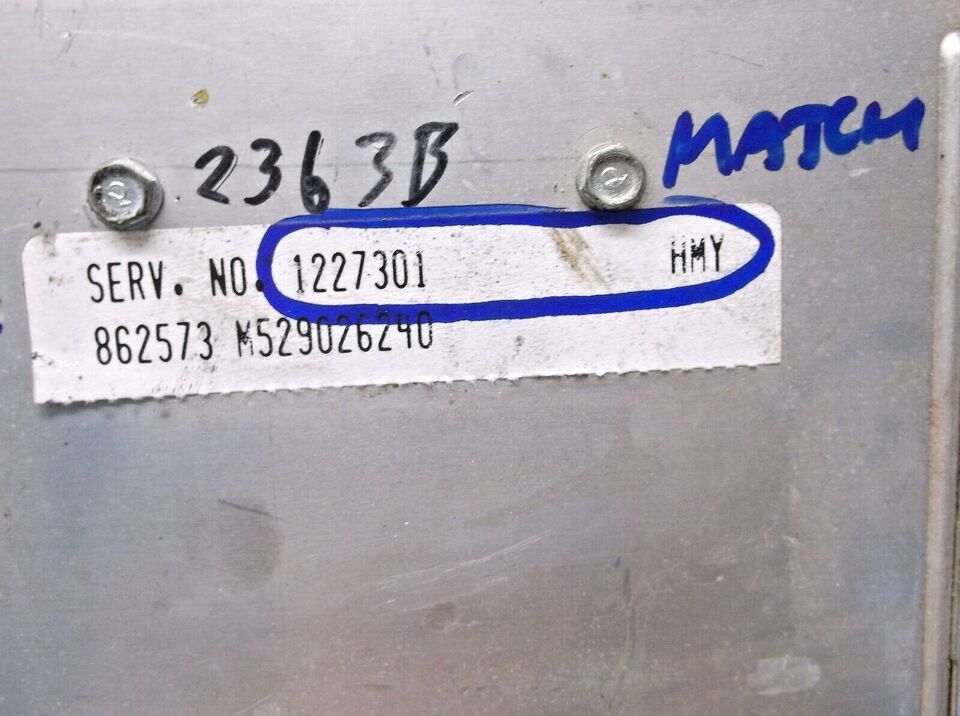 2363B
MATCH
SERV. NO. 1227301 HMY
862573 M529026240